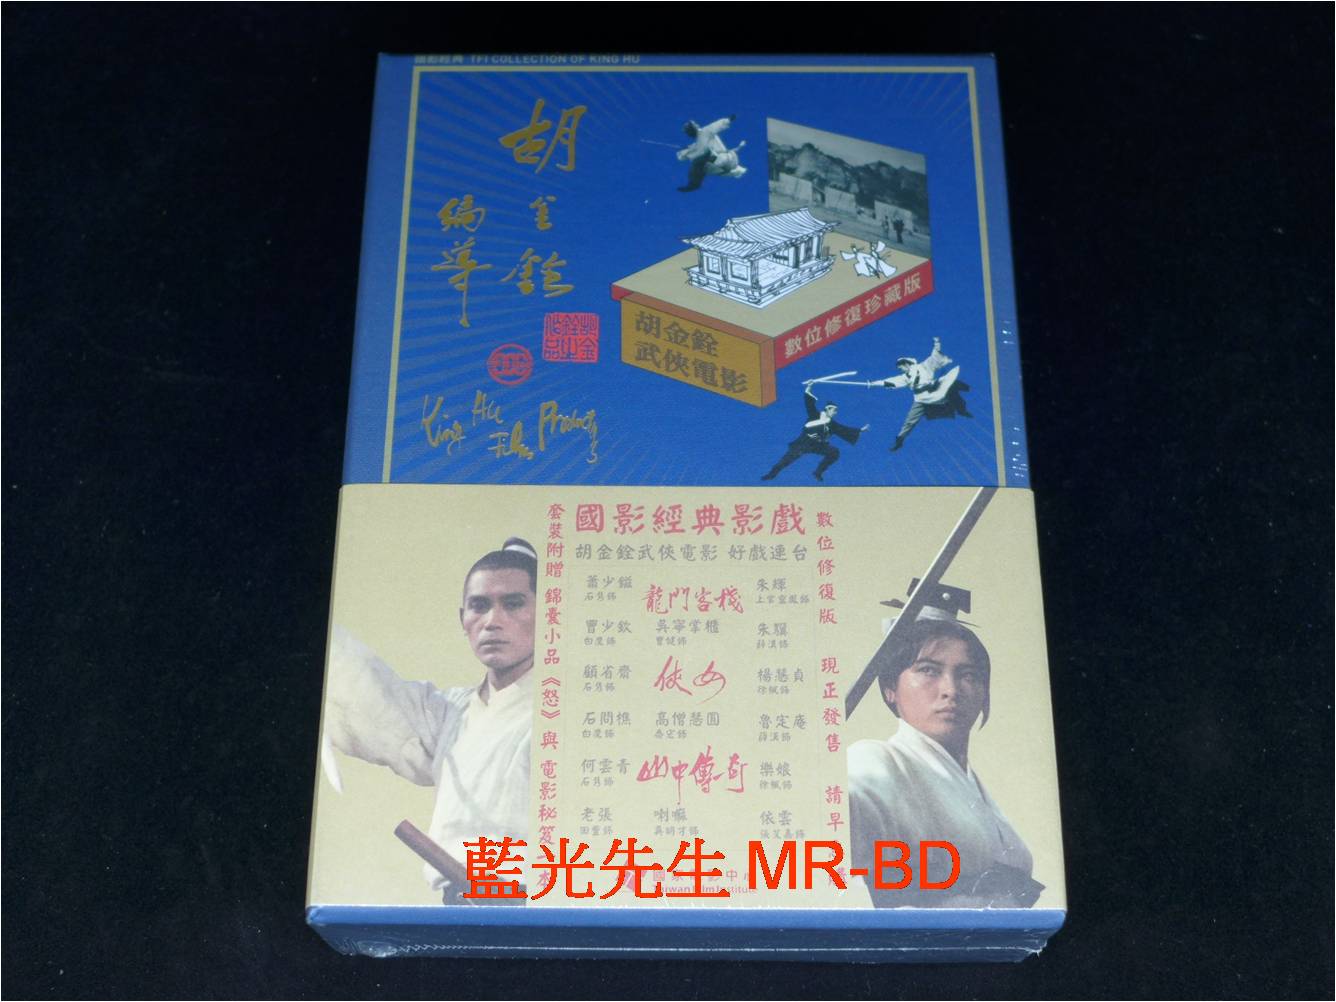 國影經典 TFI COLLECTION OF KING HU
胡金銓
編導
King Hu
Films Productions
胡金銓
武俠電影
數位修復珍藏版
套裝附贈 錦囊小品《怒》與 電影秘笈一本
國影經典影戲
胡金銓武俠電影 好戲連台
蕭少鎡
石雋飾
龍門客棧
朱輝
上官靈鳳飾
曹少欽
白鹰飾
吳寧掌櫃
曹健飾
朱驥
薛漢飾
顧省齋
石雋飾
俠女
楊慧貞
徐楓飾
石問樵
白鹰飾
高僧慧圓
喬宏飾
魯定庵
薛漢飾
何雲青
石雋飾
山中傳奇
樂娘
徐楓飾
老張
田豐飾
喇嘛
吳明才飾
依雲
張艾嘉飾
Taiwan Film Institute
數位修復版 現正發售 請早
藍光先生 MR-BD